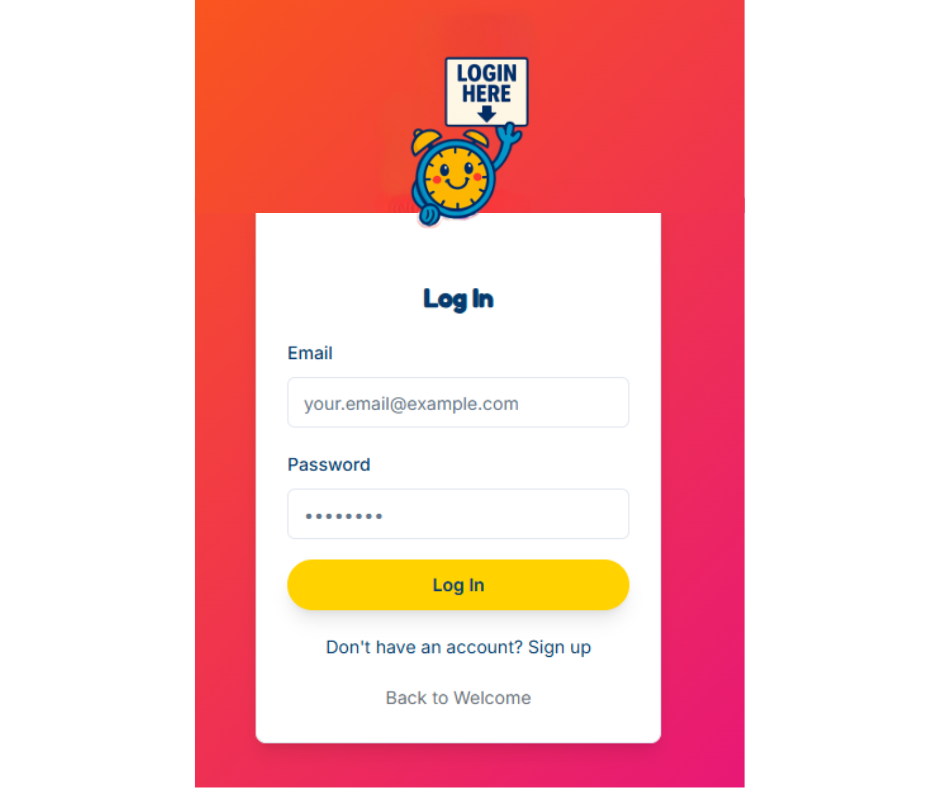 LOGIN
HERE
Log In
Email
your.email@example.com
Password
••••••••
Log In
Don't have an account? Sign up
Back to Welcome